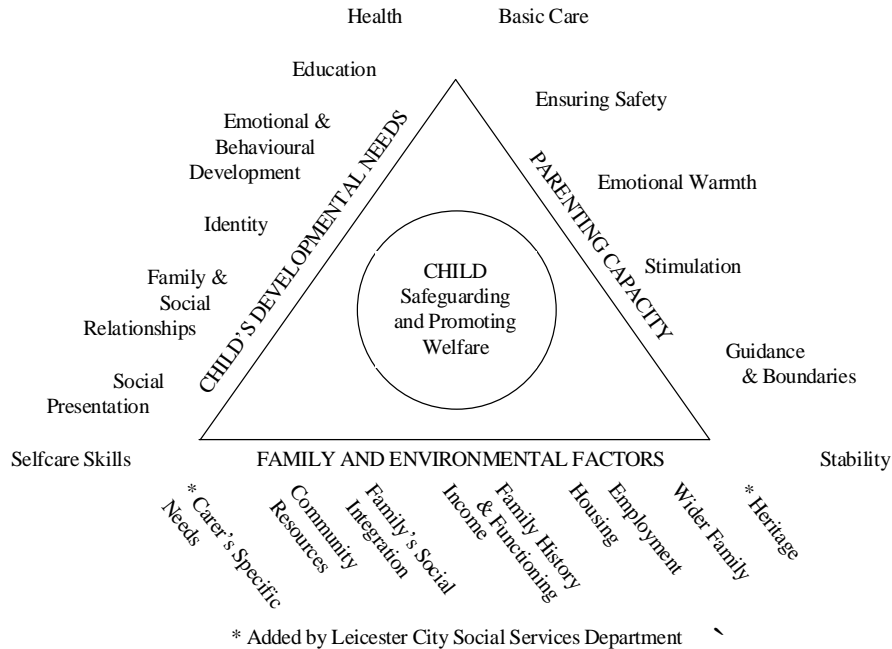 Health
Basic Care
Education
Ensuring Safety
Emotional &
Behavioural
Development
CHILD'S DEVELOPMENTAL NEEDS
PARENTING CAPACITY
Emotional Warmth
Identity
CHILD
Safeguarding
and Promoting
Welfare
Stimulation
Family &
Social
Relationships
Guidance
& Boundaries
Social
Presentation
Selfcare Skills
FAMILY AND ENVIRONMENTAL FACTORS
Stability
* Carer's Specific
Needs
Community
Resources
Family's Social
Integration
Income
Family History
& Functioning
Housing
Employment
Wider Family
* Heritage
* Added by Leicester City Social Services Department